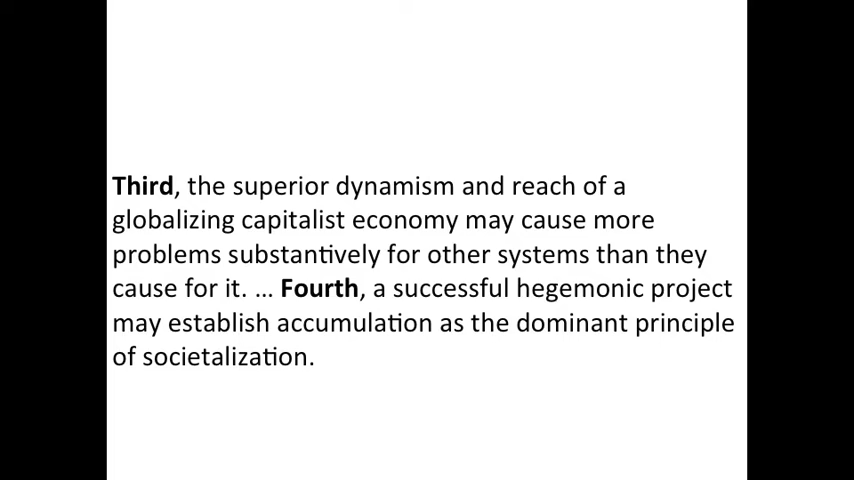 Third, the superior dynamism and reach of a
globalizing capitalist economy may cause more
problems substantively for other systems than they
cause for it. ... Fourth, a successful hegemonic project
may establish accumulation as the dominant principle
of societalization.